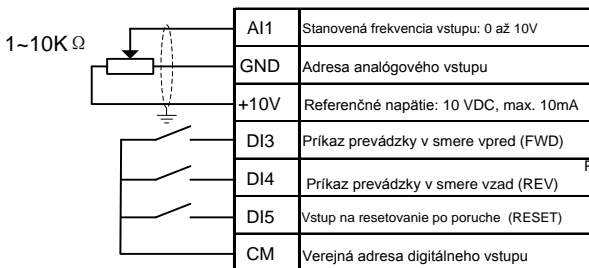 1~10KΩ
AI1 Stanovená frekvencia vstupu: 0 až 10V
GND Adresa analógového vstupu
+10V Referenčné napätie: 10 VDC, max. 10mA
DI3 Príkaz prevádzky v smere vpred (FWD)
DI4 Príkaz prevádzky v smere vzad (REV)
DI5 Vstup na resetovanie po poruche (RESET)
CM Verejná adresa digitálneho vstupu